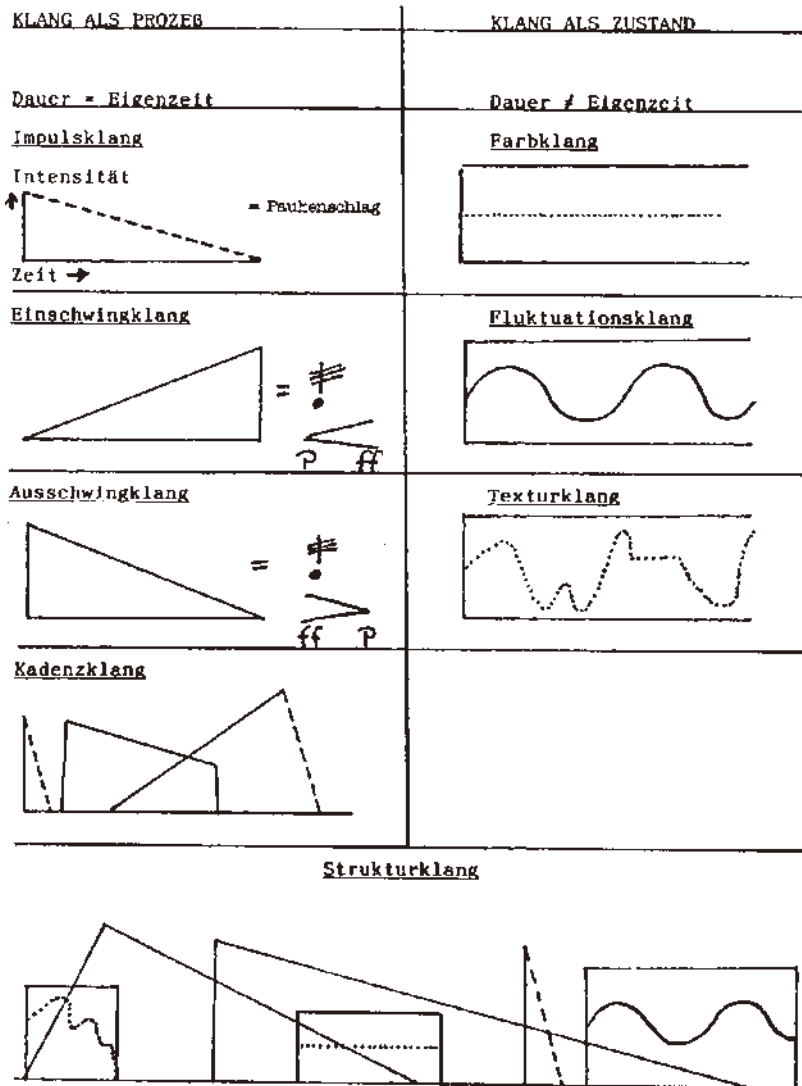 KLANG ALS PROZEß
KLANG ALS ZUSTAND
Dauer = Eigenzeit
Dauer ≠ Eigenzeit
Impulsklang
Farbklang
Intensität
= Paukenschlag
Zeit
Einschwingklang
Fluktuationsklang
=
P ff
Ausschwingklang
Texturklang
=
ff P
Kadenzklang
Strukturklang